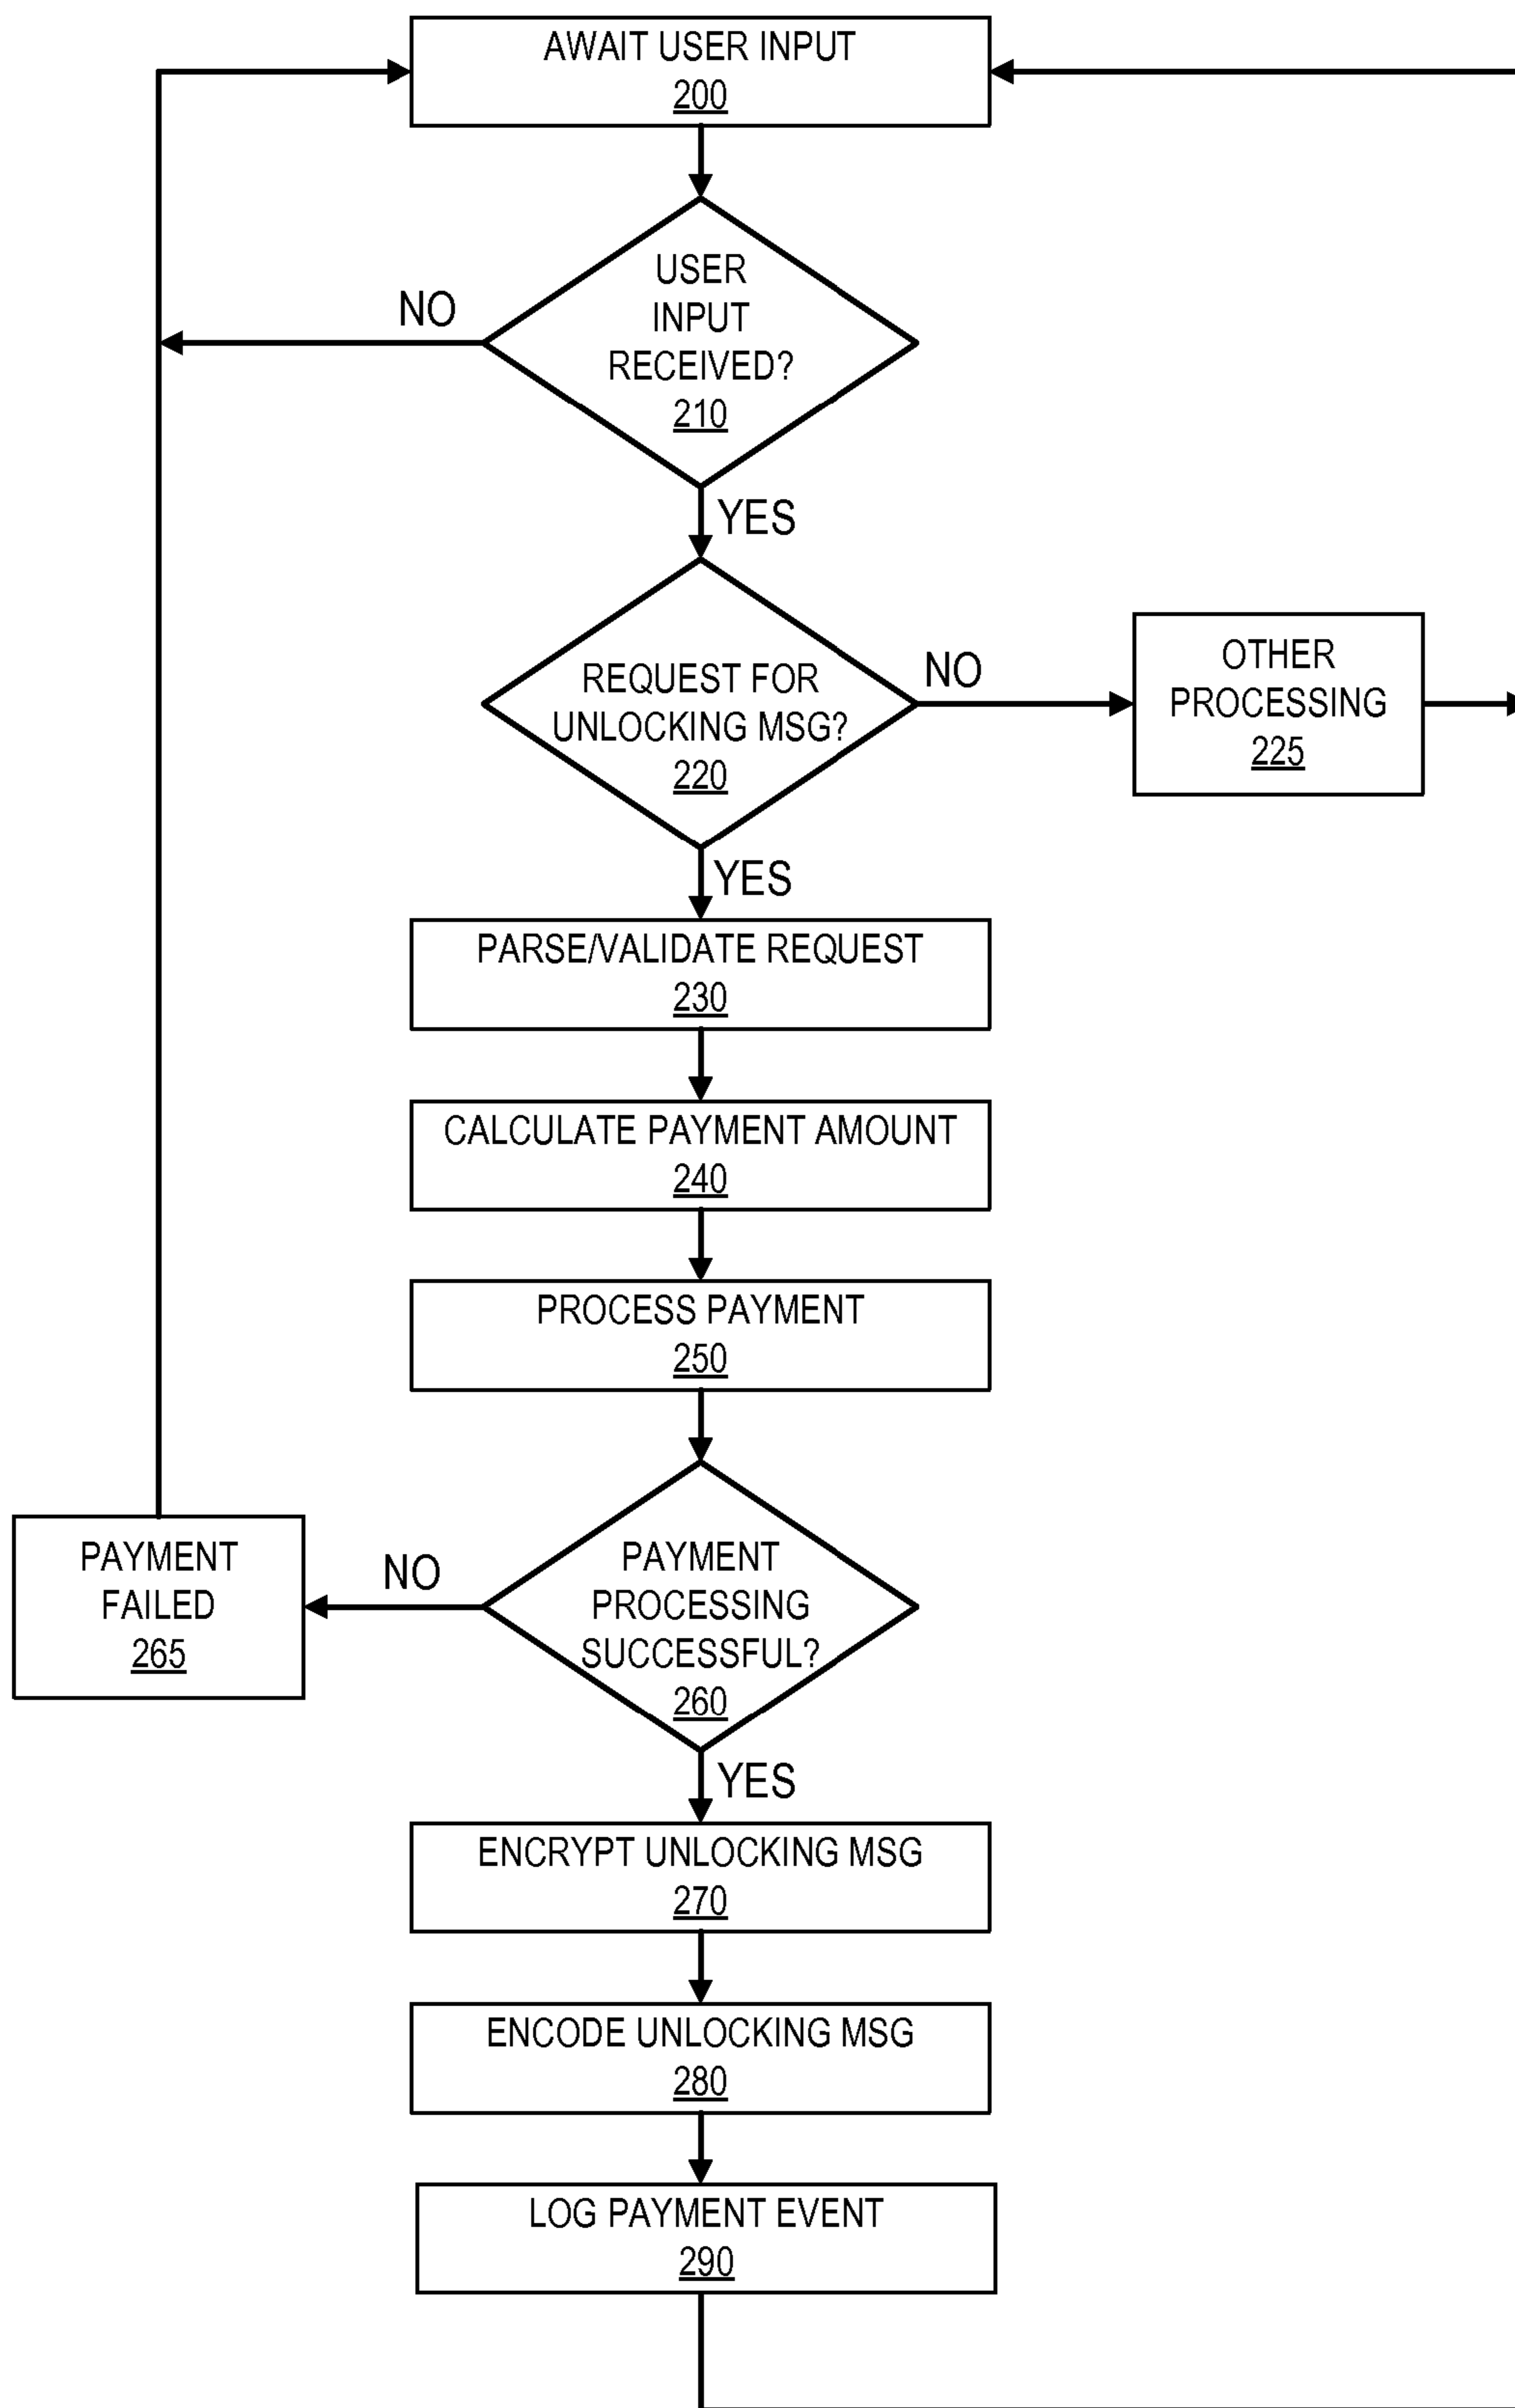 AWAIT USER INPUT
200
USER
INPUT
RECEIVED?
210
NO
YES
REQUEST FOR
UNLOCKING MSG?
220
NO
OTHER
PROCESSING
225
YES
PARSE/VALIDATE REQUEST
230
CALCULATE PAYMENT AMOUNT
240
PROCESS PAYMENT
250
PAYMENT
PROCESSING
SUCCESSFUL?
260
NO
PAYMENT
FAILED
265
YES
ENCRYPT UNLOCKING MSG
270
ENCODE UNLOCKING MSG
280
LOG PAYMENT EVENT
290